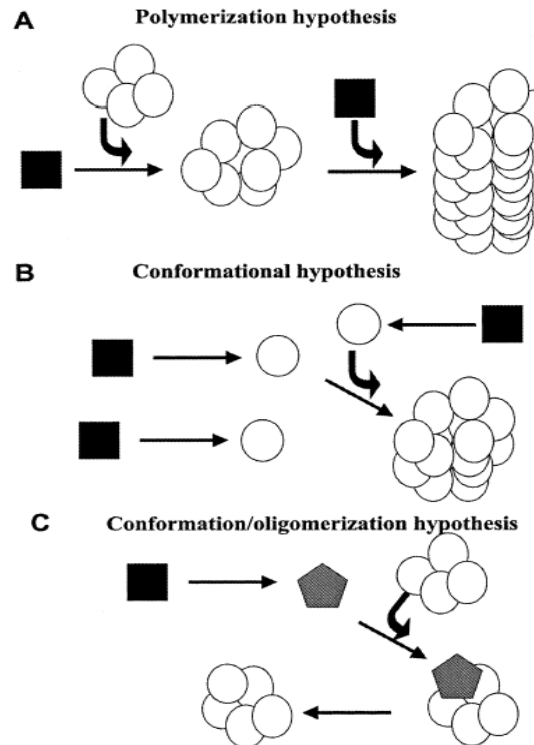 A
Polymerization hypothesis
B
Conformational hypothesis
C
Conformation/oligomerization hypothesis